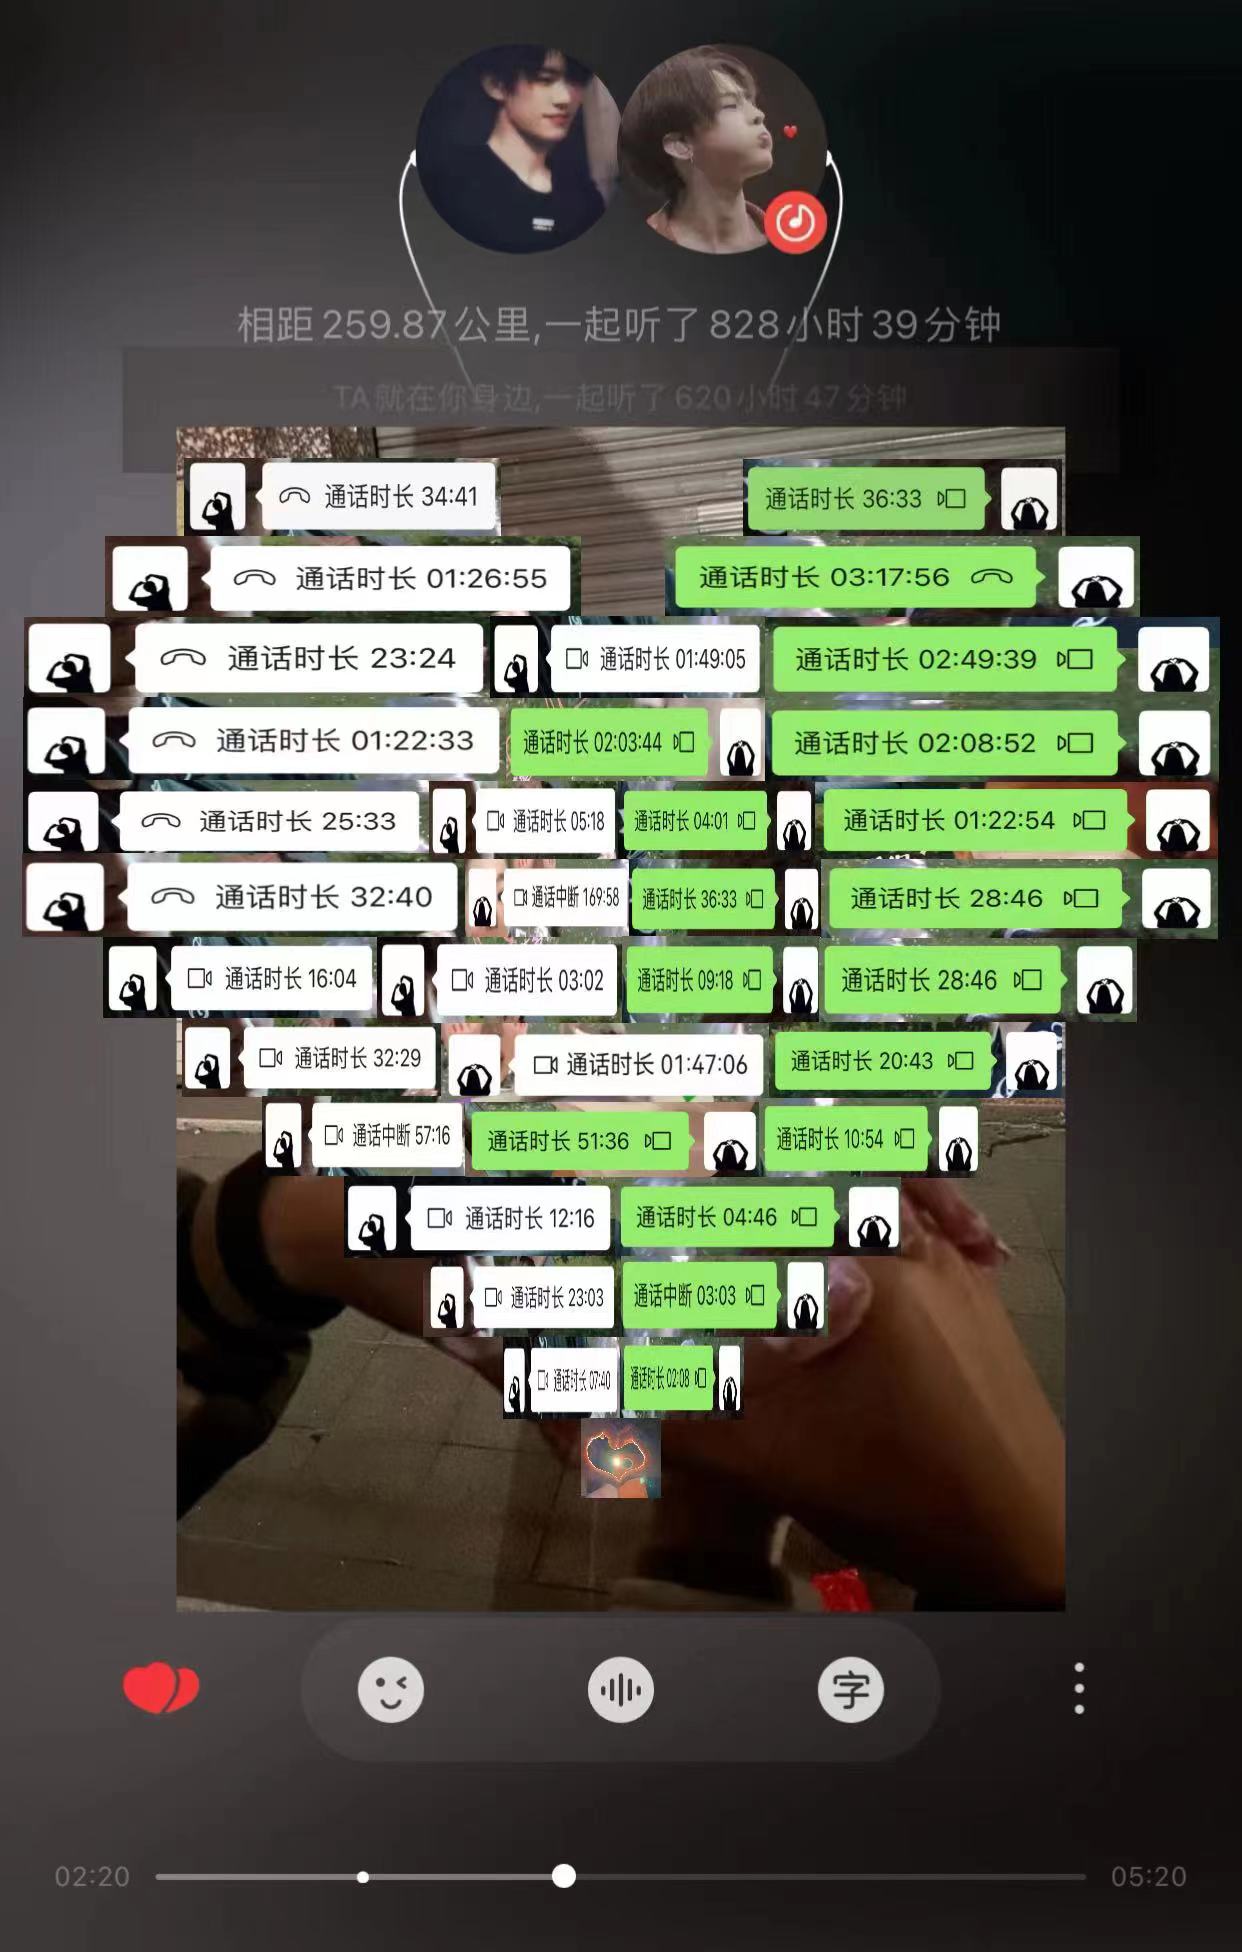 相距259.87公里,一起听了828小时39分钟
TA就在你身边,一起听了620小时47分钟
通话时长 34:41 通话时长 36:33
通话时长 01:26:55 通话时长 03:17:56
通话时长 23:24 通话时长 01:49:05 通话时长 02:49:39
通话时长 01:22:33 通话时长 02:03:44 通话时长 02:08:52
通话时长 25:33 通话时长 05:18 通话时长 04:01 通话时长 01:22:54
通话时长 32:40 通话中断 169:58 通话时长 36:33 通话时长 28:46
通话时长 16:04 通话时长 03:02 通话时长 09:18 通话时长 28:46
通话时长 32:29 通话时长 01:47:06 通话时长 20:43
通话中断 57:16 通话时长 51:36 通话时长 10:54
通话时长 12:16 通话时长 04:46
通话时长 23:03 通话中断 03:03
通话时长 07:40 通话时长 02:08
字
02:20 05:20